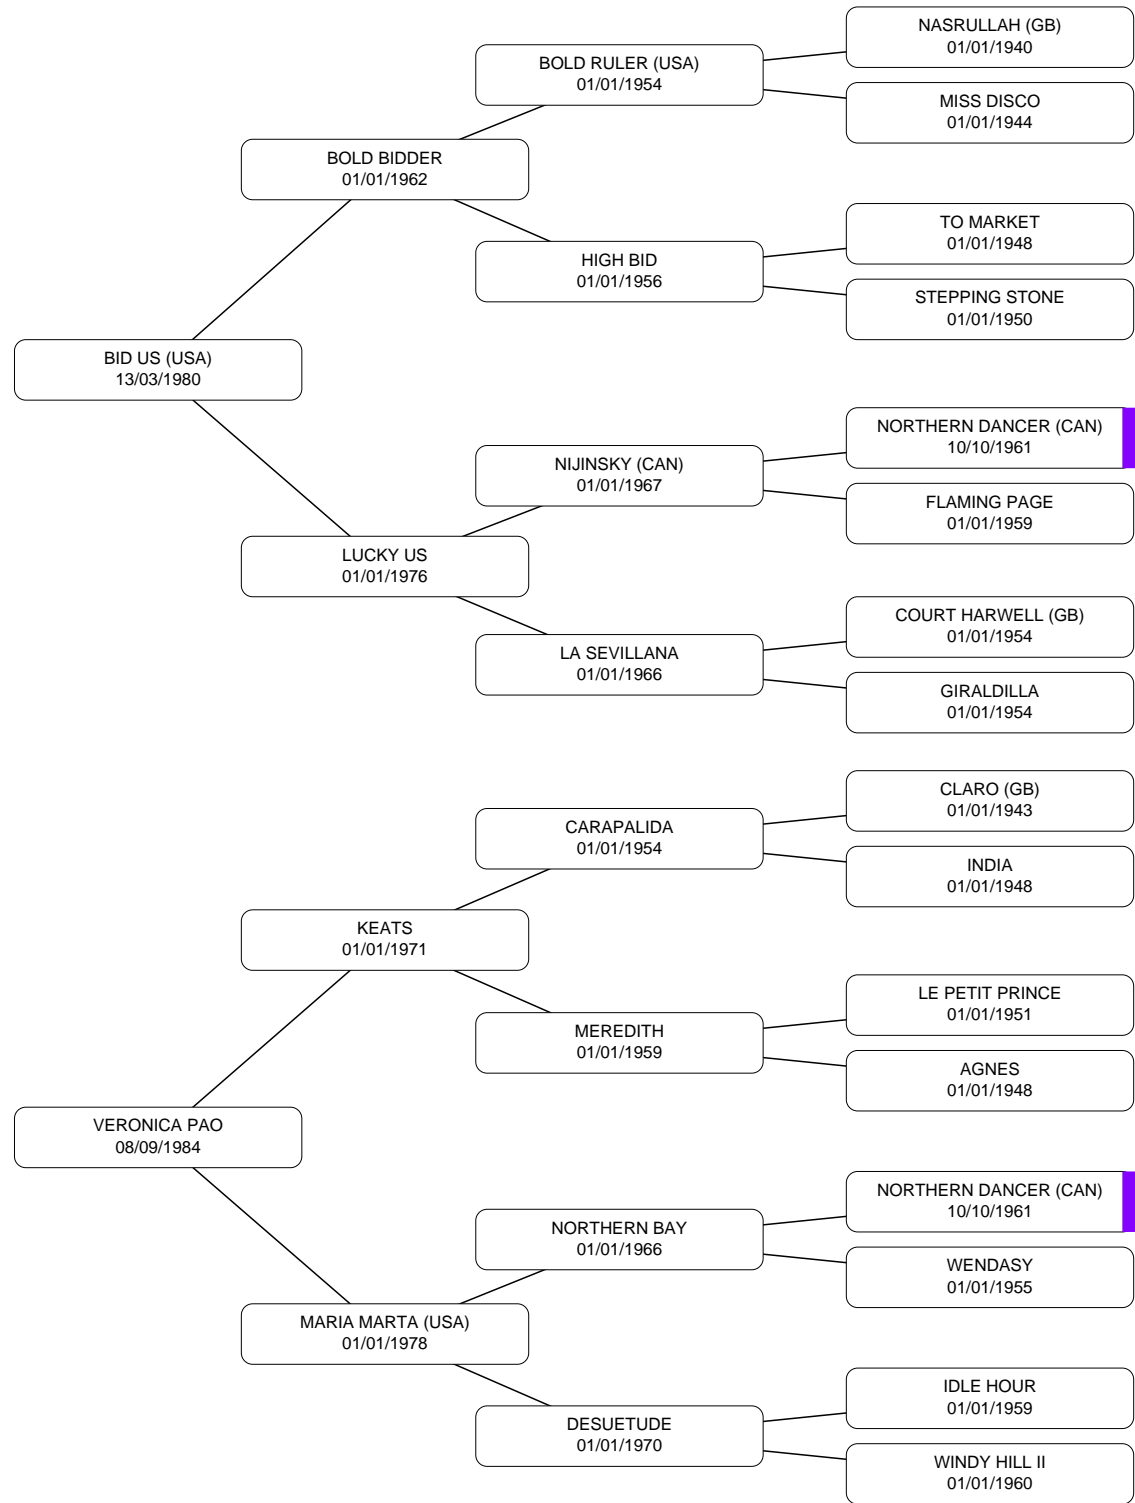 NASRULLAH (GB)
01/01/1940
BOLD RULER (USA)
01/01/1954
MISS DISCO
01/01/1944
BOLD BIDDER
01/01/1962
TO MARKET
01/01/1948
HIGH BID
01/01/1956
STEPPING STONE
01/01/1950
BID US (USA)
13/03/1980
NORTHERN DANCER (CAN)
10/10/1961
NIJINSKY (CAN)
01/01/1967
FLAMING PAGE
01/01/1959
LUCKY US
01/01/1976
COURT HARWELL (GB)
01/01/1954
LA SEVILLANA
01/01/1966
GIRALDILLA
01/01/1954
CLARO (GB)
01/01/1943
CARAPALIDA
01/01/1954
INDIA
01/01/1948
KEATS
01/01/1971
LE PETIT PRINCE
01/01/1951
MEREDITH
01/01/1959
AGNES
01/01/1948
VERONICA PAO
08/09/1984
NORTHERN DANCER (CAN)
10/10/1961
NORTHERN BAY
01/01/1966
WENDASY
01/01/1955
MARIA MARTA (USA)
01/01/1978
IDLE HOUR
01/01/1959
DESUETUDE
01/01/1970
WINDY HILL II
01/01/1960